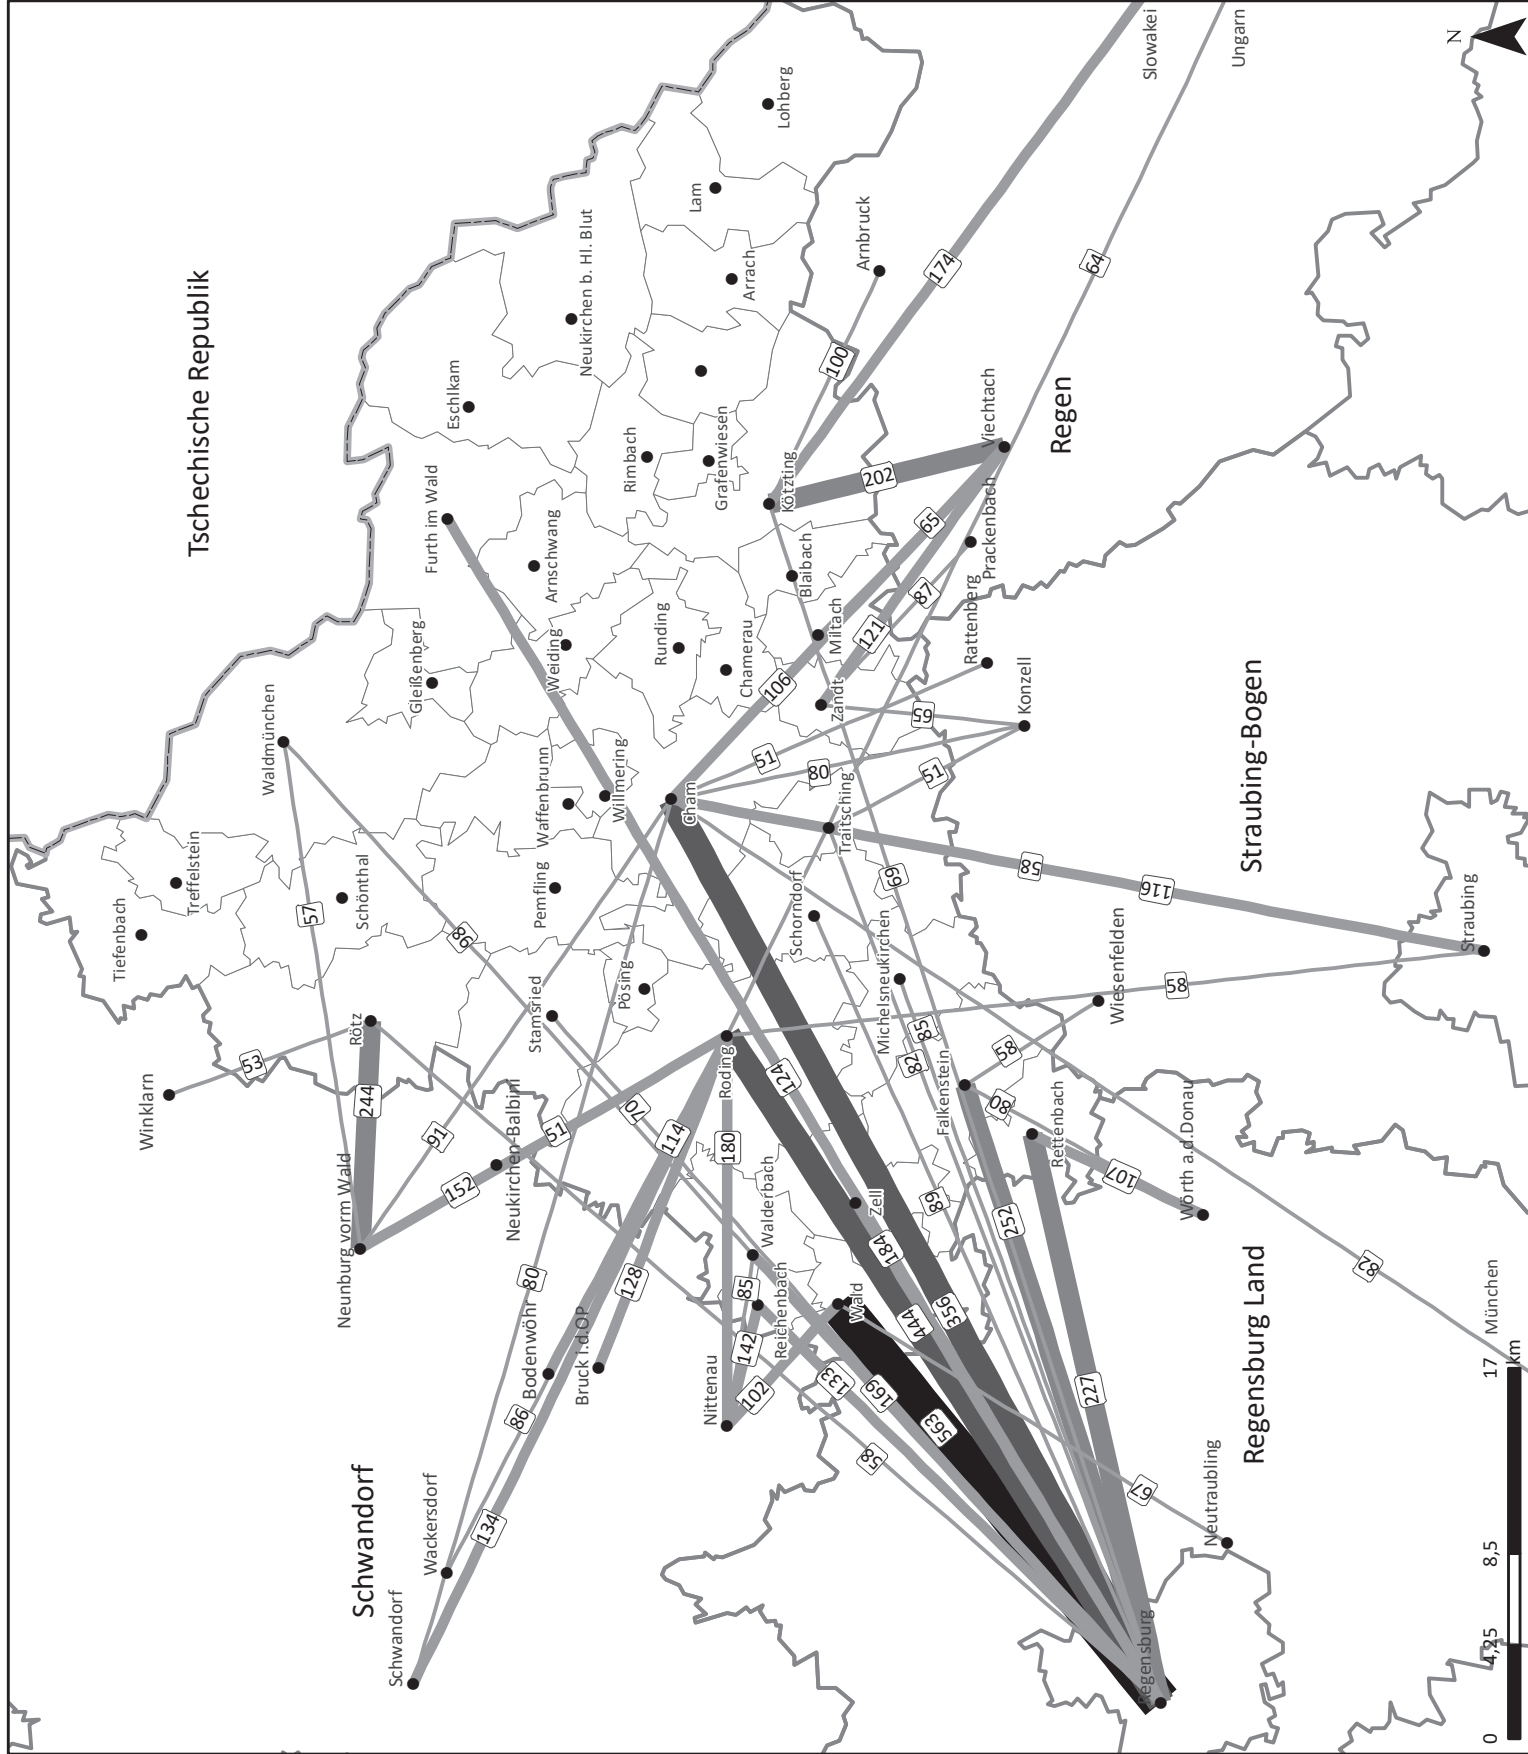 Tschechische Republik
Tiefenbach
Treffelstein
Schönthal
Waldmünchen
Gleißenberg
Furth im Wald
Eschlkam
Neukirchen b. Hl. Blut
Lohberg
Lam
Arrach
Arnbruck
Rimbach
Grafenwiesen
Kötzting
Arnschwang
Weiding
Runding
Chamerau
Blaibach
Miltach
Zandt
Waffenbrunn
Willmering
Cham
Pemfling
Pösing
Stamsried
Rötz
Winklarn
Neunburg vorm Wald
Neukirchen-Balbini
Roding
Schorndorf
Traitsching
Michelsneukirchen
Falkenstein
Rettenbach
Wiesenfelden
Wörth a.d.Donau
Zell
Walderbach
Reichenbach
Wald
Nittenau
Bodenwöhr
Bruck i.d.OP
Wackersdorf
Schwandorf
Schwandorf
Regensburg
Neutraubling
Regensburg Land
München
Straubing
Straubing-Bogen
Konzell
Rattenberg
Prackenbach
Viechtach
Regen
Slowakei
Ungarn
N
53
244
57
98
91
152
51
70
114
128
80
86
134
180
85
142
102
133
169
58
563
444
184
356
124
89
82
85
69
252
227
107
80
58
58
67
82
116
58
51
80
51
65
106
121
87
65
202
100
174
64
0
4,25
8,5
17
km